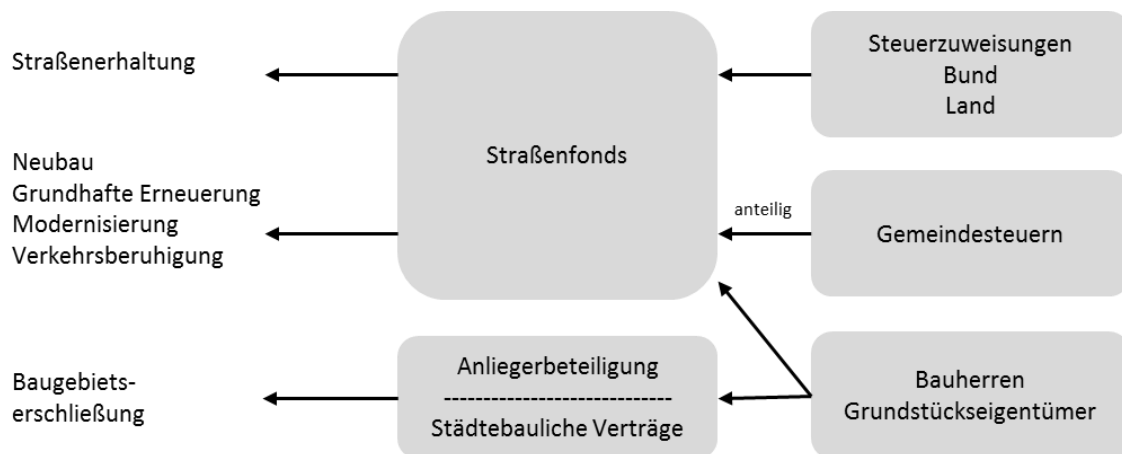 Straßenerhaltung
Neubau
Grundhafte Erneuerung
Modernisierung
Verkehrsberuhigung
Baugebiets-
erschließung
Straßenfonds
Anliegerbeteiligung
-----------------------------
Städtebauliche Verträge
Steuerzuweisungen
Bund
Land
anteilig
Gemeindesteuern
Bauherren
Grundstückseigentümer